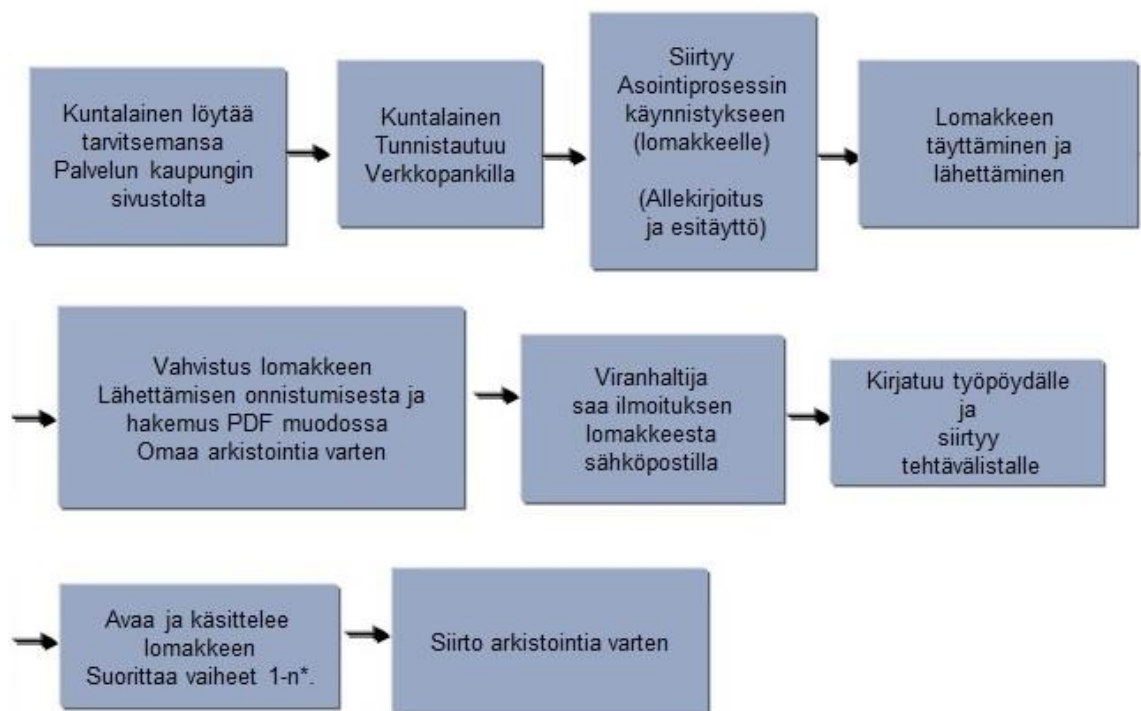 Kuntalainen löytää
tarvitsemansa
Palvelun kaupungin
sivustolta
Kuntalainen
Tunnistautuu
Verkkopankilla
Siirtyy
Asointiprosessin
käynnistykseen
(lomakkeelle)
(Allekirjoitus
ja esitäyttö)
Lomakkeen
täyttäminen ja
lähettäminen
Vahvistus lomakkeen
Lähettämisen onnistumisesta ja
hakemus PDF muodossa
Omaa arkistointia varten
Viranhaltija
saa ilmoituksen
lomakkeesta
sähköpostilla
Kirjatuu työpöydälle
ja
siirtyy
tehtävälistalle
Avaa ja käsittelee
lomakkeen
Suorittaa vaiheet 1-n*.
Siirto arkistointia varten